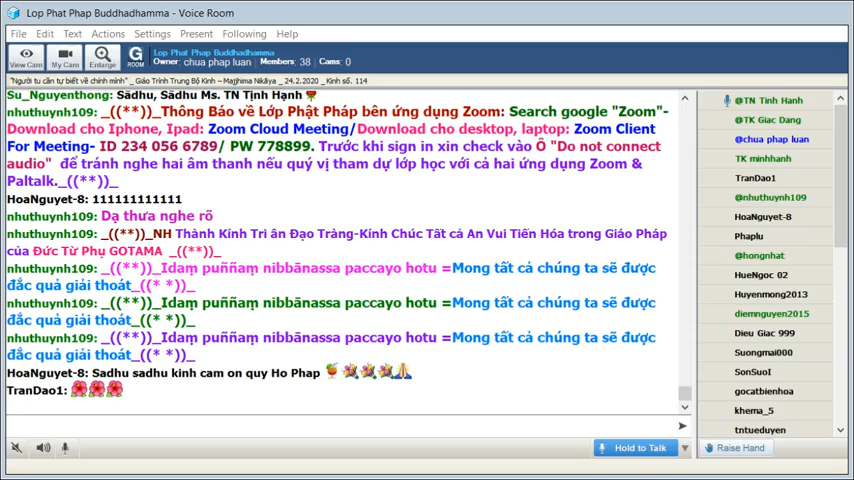 Lop Phat Phap Buddhadhamma - Voice Room
File Edit Text Actions Settings Present Following Help
View Cam My Cam Enlarge G ROOM
Lop Phat Phap Buddhadhamma
Owner: chua phap luan Members: 38 Cams: 0
"Người tu cần tự biết về chính mình" _ Giáo Trình Trung Bộ Kinh – Majjhima Nikāya _ 24.2.2020 _ Kinh số. 114
Su_Nguyenthong: Sādhu, Sādhu Ms. TN Tịnh Hạnh
nhuthuynh109: _((**)_Thông Báo về Lớp Phật Pháp bên ứng dụng Zoom: Search google "Zoom"-
Download cho Iphone, Ipad: Zoom Cloud Meeting/Download cho desktop, laptop: Zoom Client
For Meeting- ID 234 056 6789/ PW 778899. Trước khi sign in xin check vào Ô "Do not connect
audio" để tránh nghe hai âm thanh nếu quý vị tham dự lớp học với cả hai ứng dụng Zoom &
Paltalk._((**)_
HoaNguyet-8: 111111111111
nhuthuynh109: Dạ thưa nghe rõ
nhuthuynh109: _((**)_NH Thành Kính Tri ân Đạo Tràng-Kính Chúc Tất cả An Vui Tiến Hóa trong Giáo Pháp
của Đức Từ Phụ GOTAMA _((**)_
nhuthuynh109: _((**)_Idaṃ puññaṃ nibbānassa paccayo hotu =Mong tất cả chúng ta sẽ được
đắc quả giải thoát_((* *)_
nhuthuynh109: _((**)_Idaṃ puññaṃ nibbānassa paccayo hotu =Mong tất cả chúng ta sẽ được
đắc quả giải thoát_((* *)_
nhuthuynh109: _((**)_Idaṃ puññaṃ nibbānassa paccayo hotu =Mong tất cả chúng ta sẽ được
đắc quả giải thoát_((* *)_
HoaNguyet-8: Sadhu sadhu kinh cam on quy Ho Phap
TranDao1:
Hold to Talk
@TN Tinh Hanh
@TK Giac Dang
@chua phap luan
TK minhhanh
TranDao1
@nhuthuynh109
HoaNguyet-8
Phaplu
@hongnhat
HueNgoc 02
Huyenmong2013
diemnguyen2015
Dieu Giac 999
Suongmai000
SonSuoI
gocatbienhoa
khema_5
tntueduyen
Raise Hand